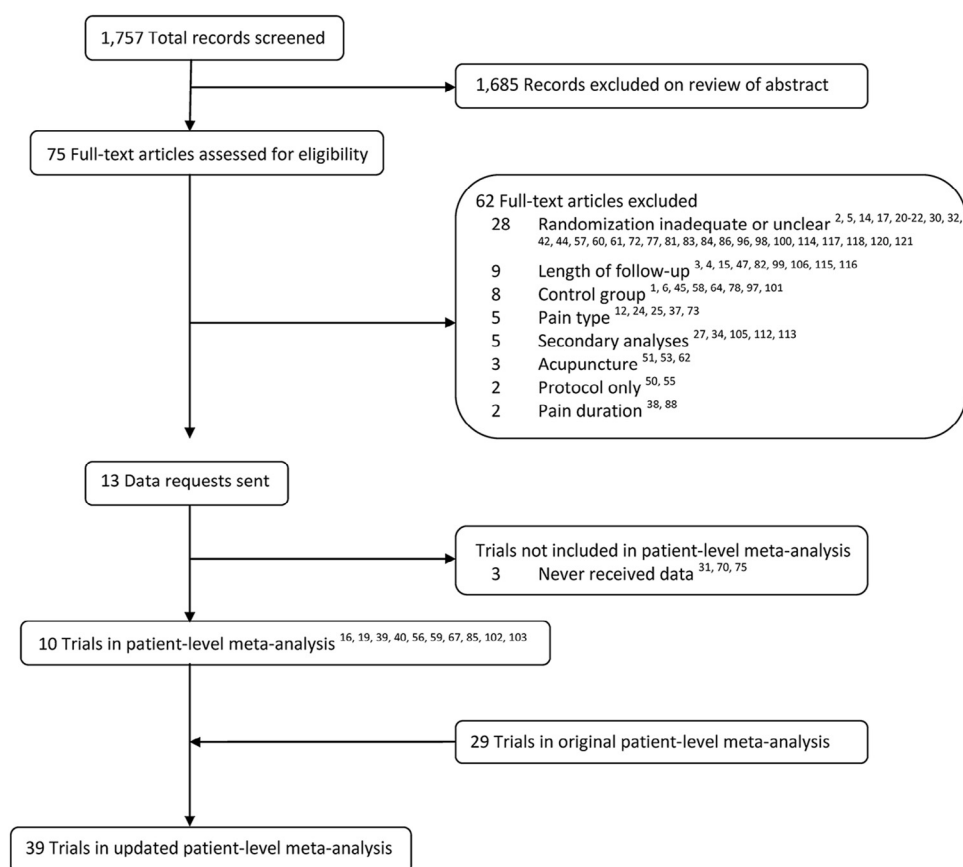 1,757 Total records screened
1,685 Records excluded on review of abstract
75 Full-text articles assessed for eligibility
62 Full-text articles excluded
28 Randomization inadequate or unclear 2, 5, 14, 17, 20-22, 30, 32,
42, 44, 57, 60, 61, 72, 77, 81, 83, 84, 86, 96, 98, 100, 114, 117, 118, 120, 121
9 Length of follow-up 3, 4, 15, 47, 82, 99, 106, 115, 116
8 Control group 1, 6, 45, 58, 64, 78, 97, 101
5 Pain type 12, 24, 25, 37, 73
5 Secondary analyses 27, 34, 105, 112, 113
3 Acupuncture 51, 53, 62
2 Protocol only 50, 55
2 Pain duration 38, 88
13 Data requests sent
Trials not included in patient-level meta-analysis
3 Never received data 31, 70, 75
10 Trials in patient-level meta-analysis 16, 19, 39, 40, 56, 59, 67, 85, 102, 103
29 Trials in original patient-level meta-analysis
39 Trials in updated patient-level meta-analysis